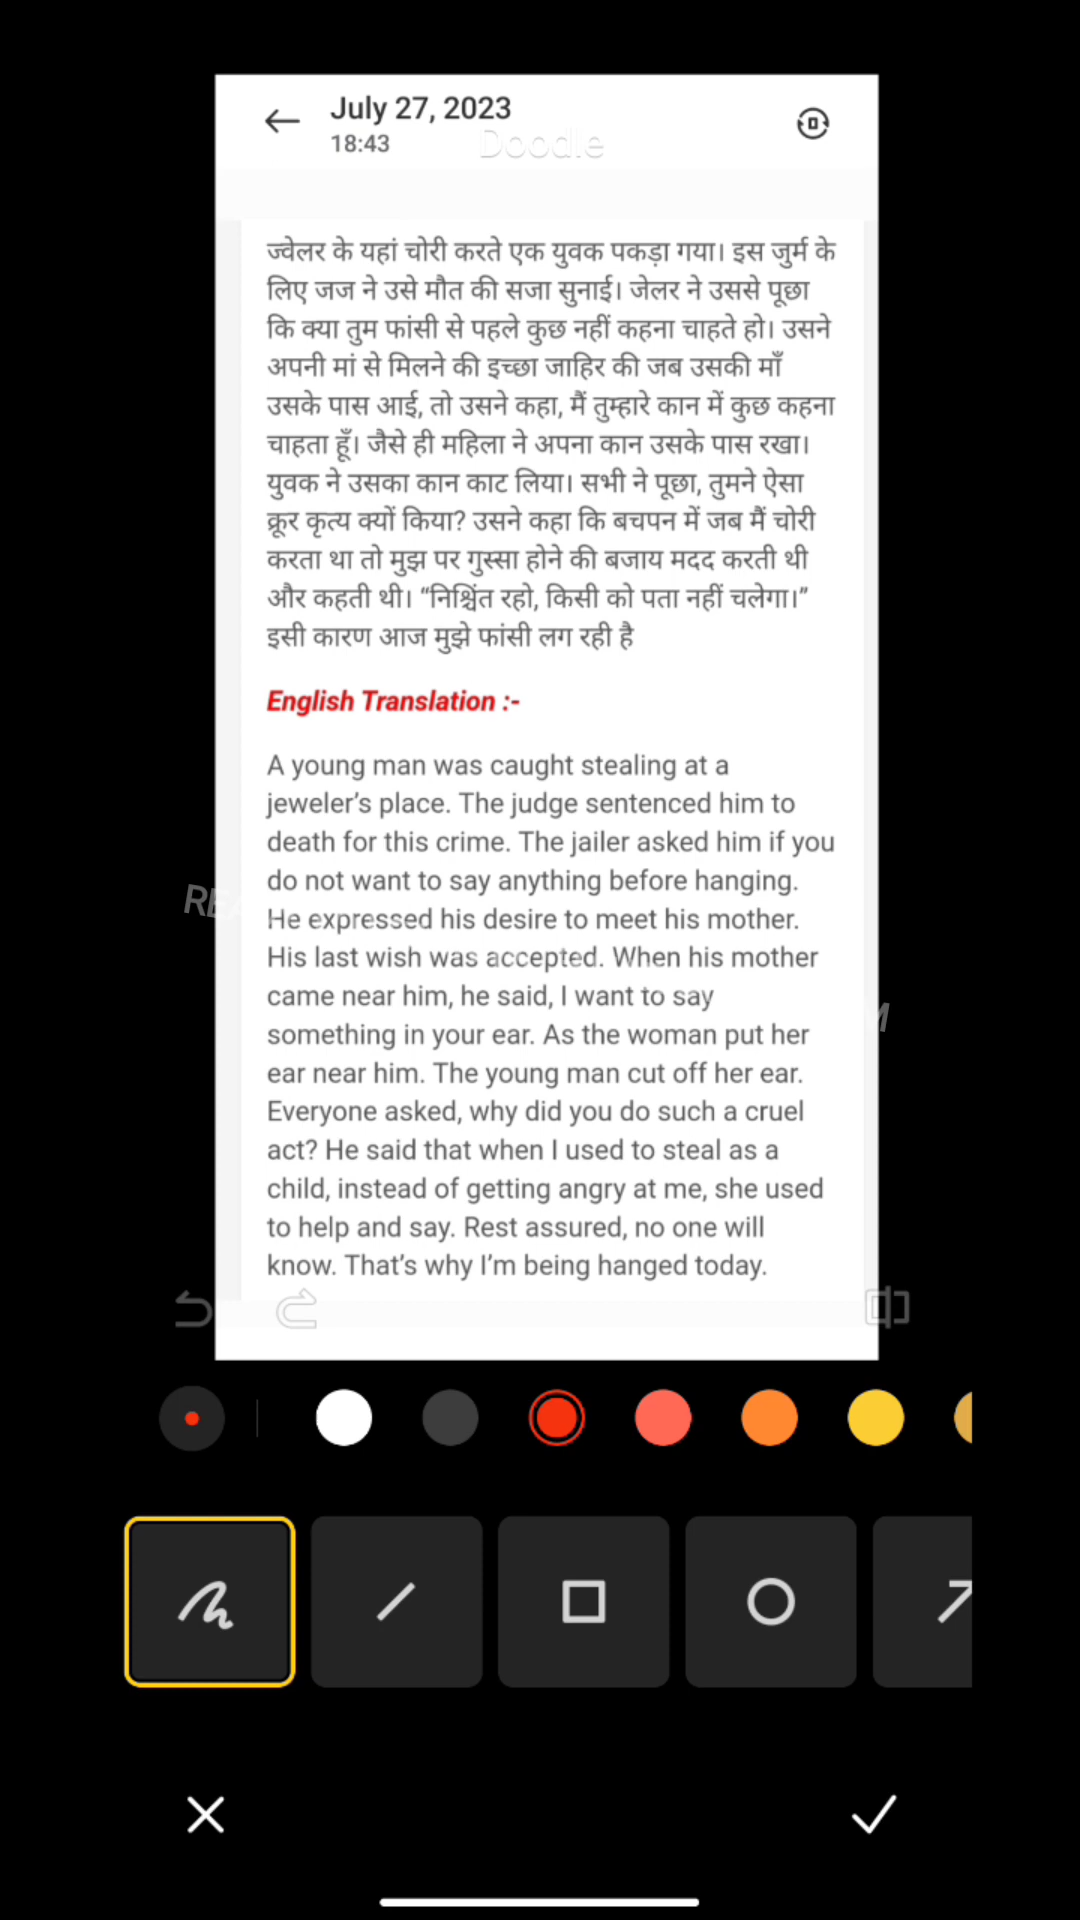 July 27, 2023
18:43
Doodle
ज्वेलर के यहां चोरी करते एक युवक पकड़ा गया। इस जुर्म के
लिए जज ने उसे मौत की सजा सुनाई। जेलर ने उससे पूछा
कि क्या तुम फांसी से पहले कुछ नहीं कहना चाहते हो। उसने
अपनी मां से मिलने की इच्छा जाहिर की जब उसकी माँ
उसके पास आई, तो उसने कहा, मैं तुम्हारे कान में कुछ कहना
चाहता हूँ। जैसे ही महिला ने अपना कान उसके पास रखा।
युवक ने उसका कान काट लिया। सभी ने पूछा, तुमने ऐसा
क्रूर कृत्य क्यों किया? उसने कहा कि बचपन में जब मैं चोरी
करता था तो मुझ पर गुस्सा होने की बजाय मदद करती थी
और कहती थी। “निश्चिंत रहो, किसी को पता नहीं चलेगा।”
इसी कारण आज मुझे फांसी लग रही है
English Translation :-
A young man was caught stealing at a
jeweler’s place. The judge sentenced him to
death for this crime. The jailer asked him if you
do not want to say anything before hanging.
He expressed his desire to meet his mother.
His last wish was accepted. When his mother
came near him, he said, I want to say
something in your ear. As the woman put her
ear near him. The young man cut off her ear.
Everyone asked, why did you do such a cruel
act? He said that when I used to steal as a
child, instead of getting angry at me, she used
to help and say. Rest assured, no one will
know. That’s why I’m being hanged today.